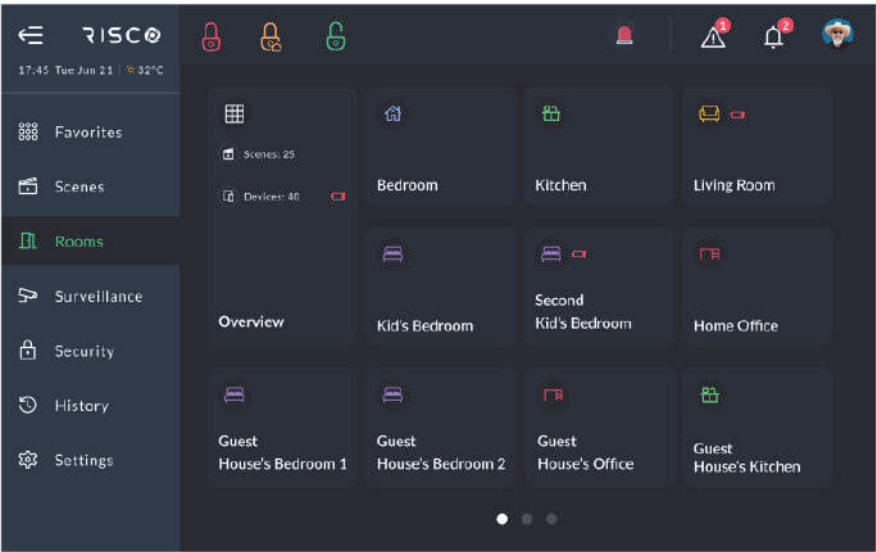 RISCO
17:45 Tue Jun 21 32°C
1
2
Favorites
Scenes
Rooms
Surveillance
Security
History
Settings
Scenes: 25
Devices: 40
Overview
Bedroom
Kitchen
Living Room
Kid's Bedroom
Second
Kid's Bedroom
Home Office
Guest
House's Bedroom 1
Guest
House's Bedroom 2
Guest
House's Office
Guest
House's Kitchen